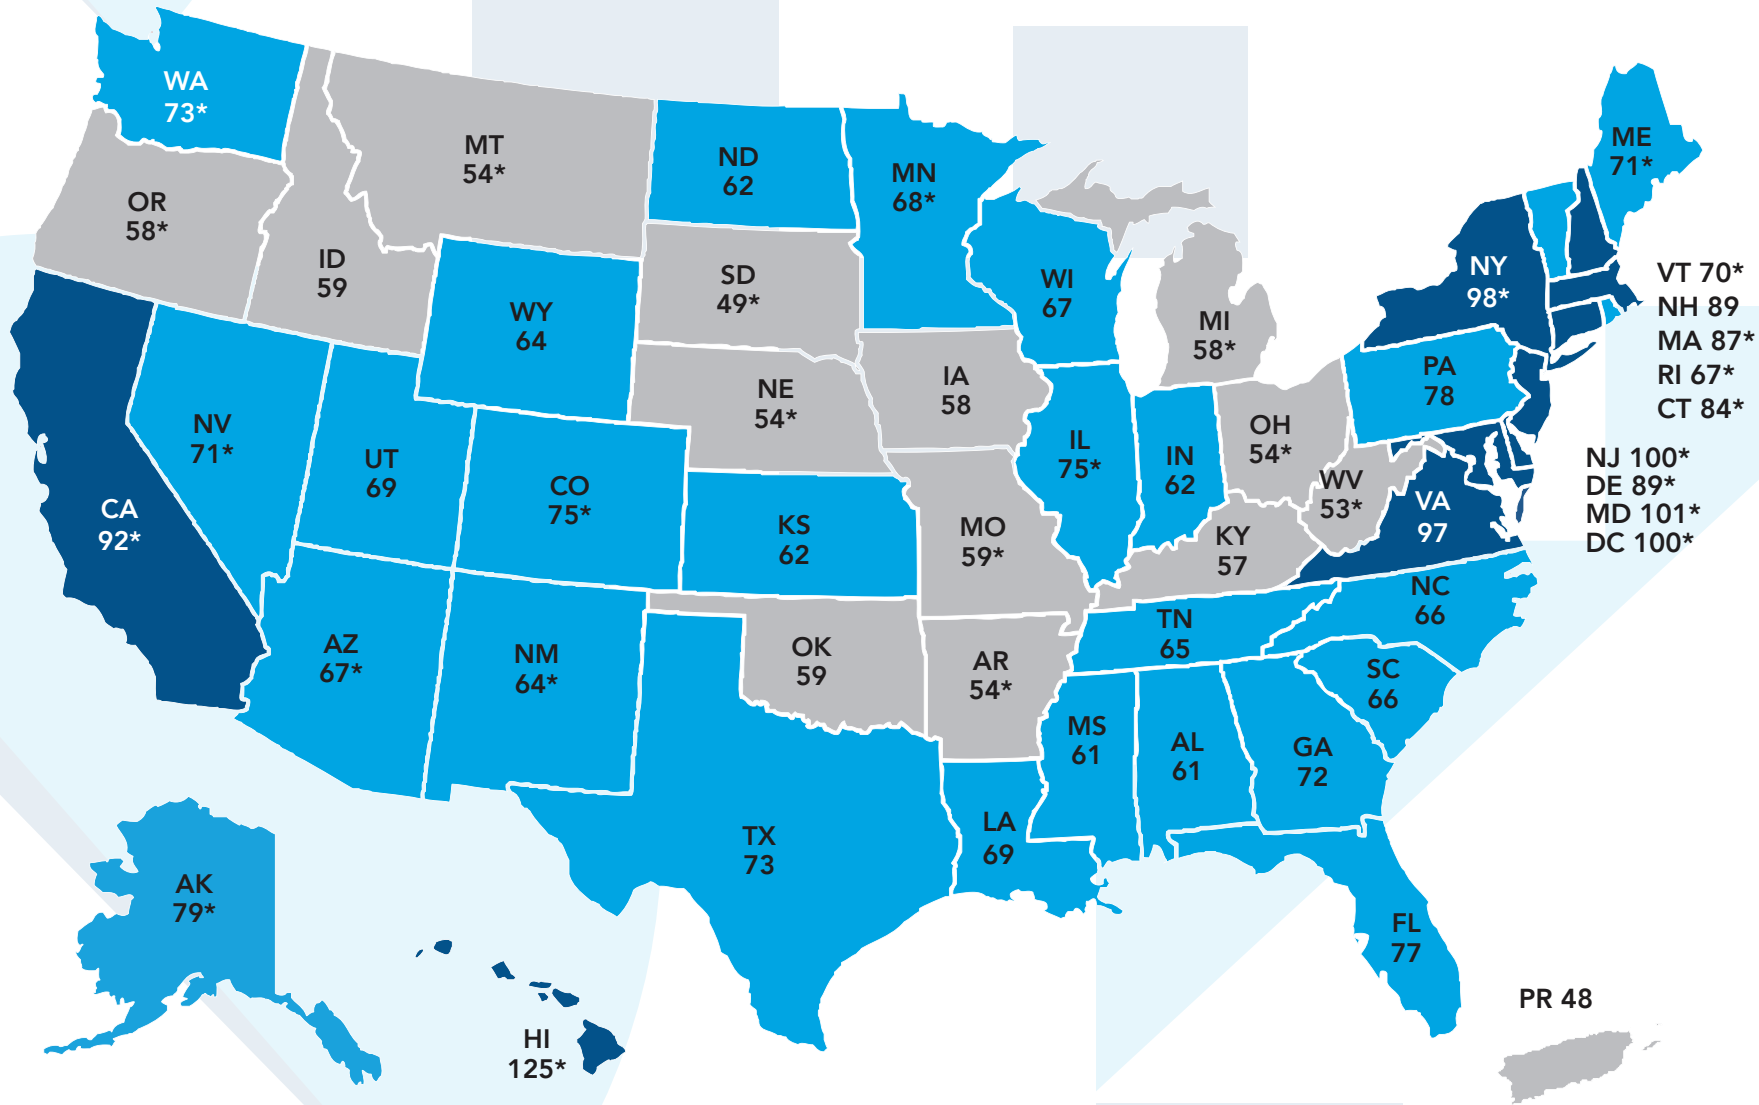 WA
73*
MT
54*
ND
62
MN
68*
ME
71*
OR
58*
ID
59
SD
49*
WI
67
NY
98*
VT 70*
NH 89
MA 87*
RI 67*
CT 84*
WY
64
MI
58*
NE
54*
IA
58
PA
78
NV
71*
UT
69
CO
75*
IL
75*
IN
62
OH
54*
WV
53*
VA
97
NJ 100*
DE 89*
MD 101*
DC 100*
CA
92*
KS
62
MO
59*
KY
57
NC
66
TN
65
AZ
67*
NM
64*
OK
59
AR
54*
SC
66
MS
61
AL
61
GA
72
TX
73
LA
69
AK
79*
FL
77
PR 48
HI
125*